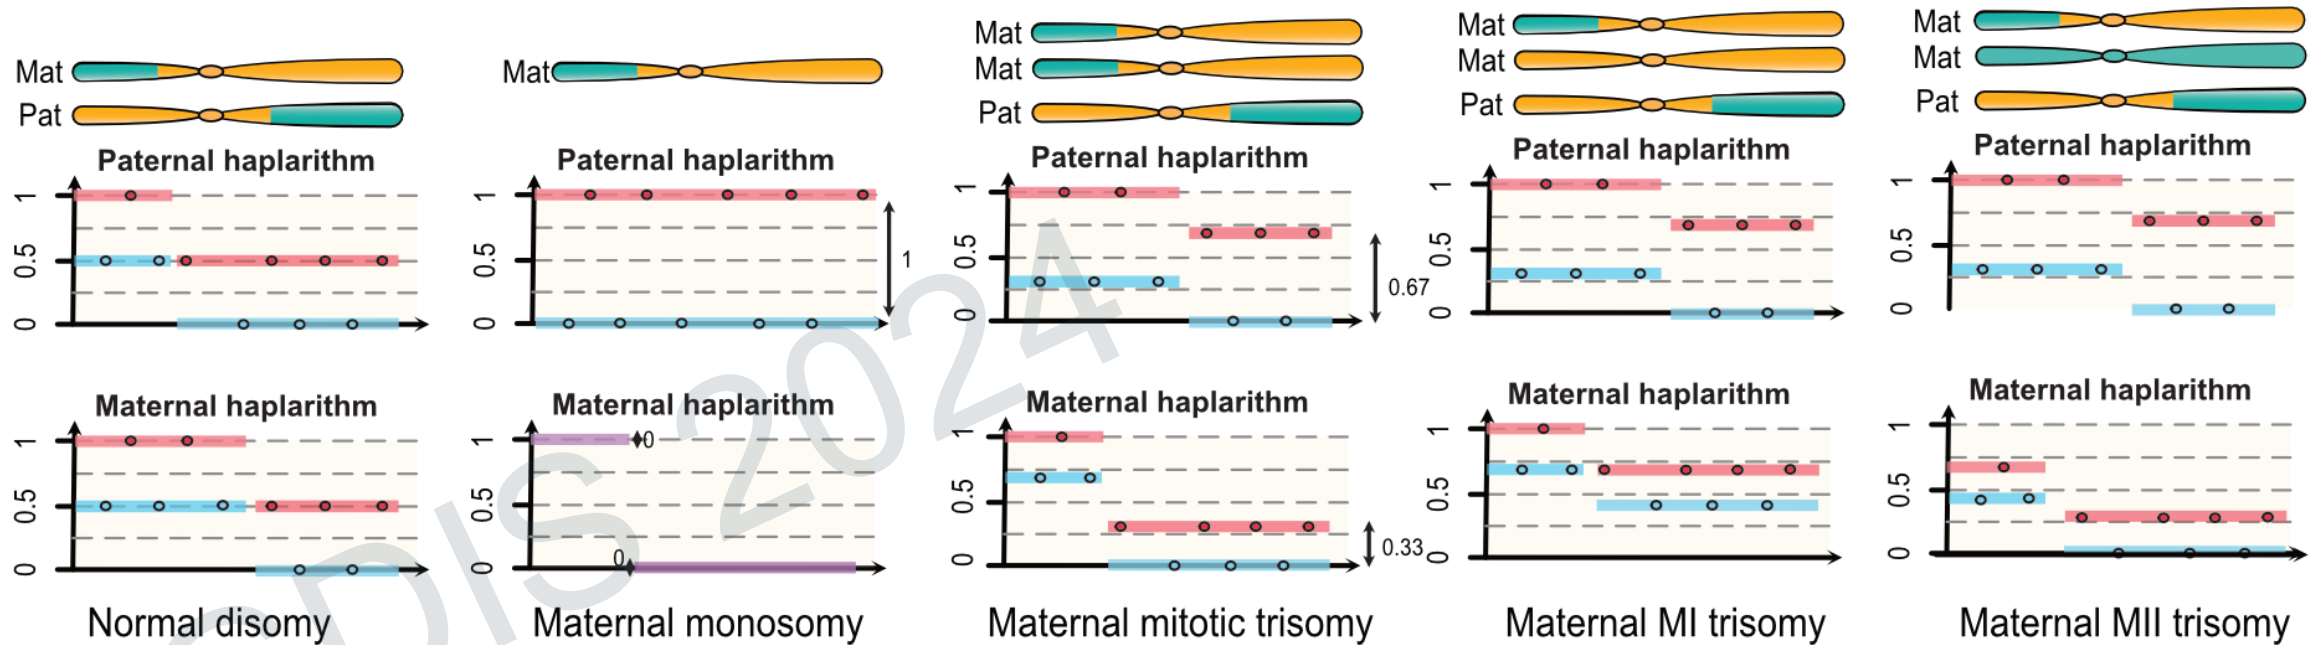 Mat
Pat
Paternal haplarithm
1
0.5
0
Maternal haplarithm
1
0.5
0
Normal disomy
Mat
Paternal haplarithm
1
0.5
0
1
Maternal haplarithm
1
0.5
0
0
0
Maternal monosomy
Mat
Mat
Pat
Paternal haplarithm
1
0.5
0
0.67
Maternal haplarithm
1
0.5
0
0.33
Maternal mitotic trisomy
Mat
Mat
Pat
Paternal haplarithm
1
0.5
0
Maternal haplarithm
1
0.5
0
Maternal MI trisomy
Mat
Mat
Pat
Paternal haplarithm
1
0.5
0
Maternal haplarithm
1
0.5
0
Maternal MII trisomy
2024